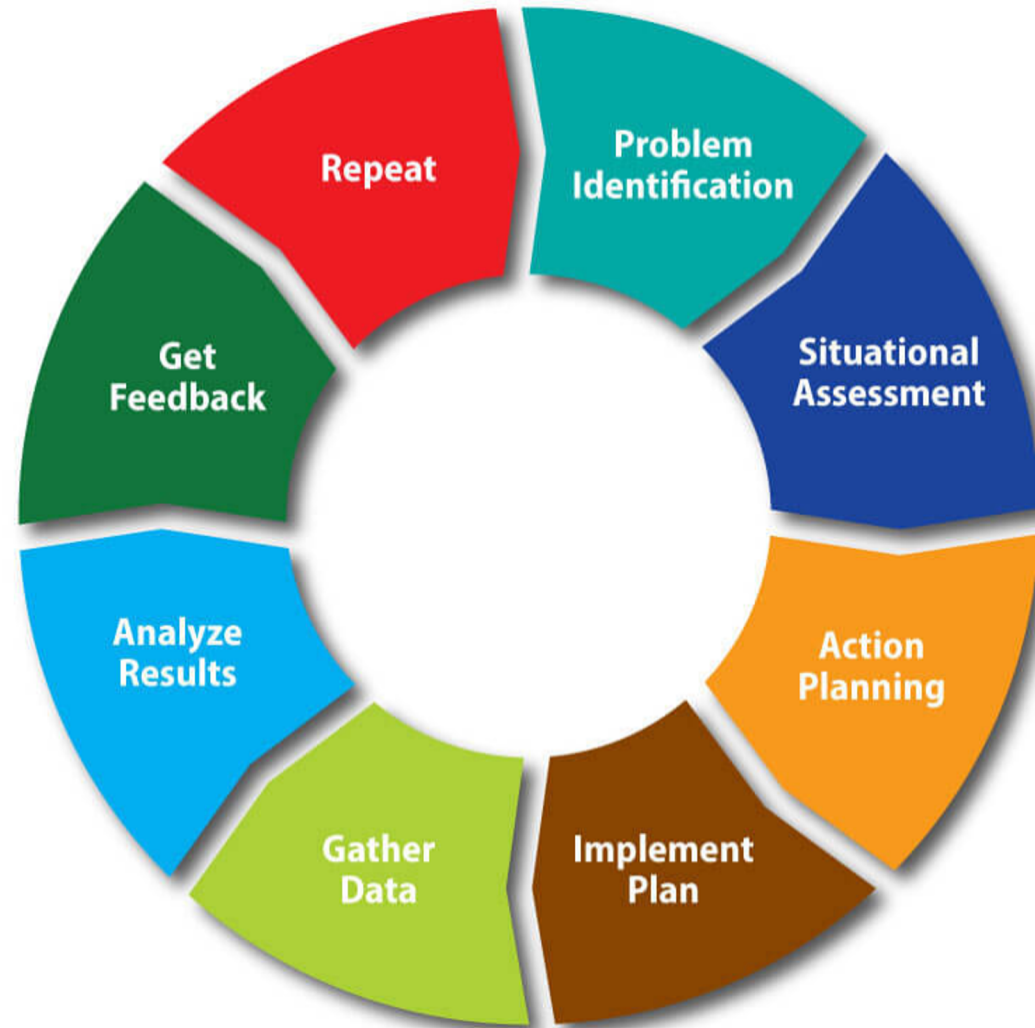 Problem
Identification
Situational
Assessment
Action
Planning
Implement
Plan
Gather
Data
Analyze
Results
Get
Feedback
Repeat